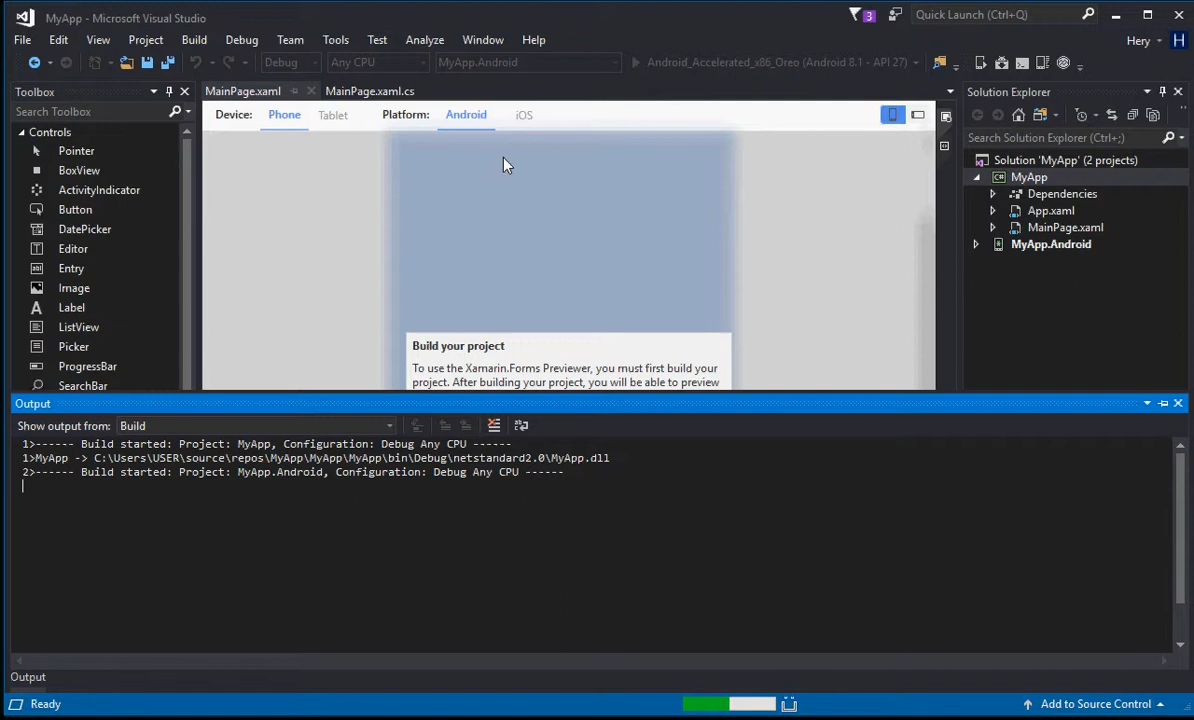 MyApp - Microsoft Visual Studio
3
Quick Launch (Ctrl+Q)
File Edit View Project Build Debug Team Tools Test Analyze Window Help
Hery H
Debug Any CPU MyApp.Android Android_Accelerated_x86_Oreo (Android 8.1 - API 27)
Toolbox
Search Toolbox
Controls
Pointer
BoxView
ActivityIndicator
Button
DatePicker
Editor
Entry
Image
Label
ListView
Picker
ProgressBar
SearchBar
MainPage.xaml MainPage.xaml.cs
Device: Phone Tablet Platform: Android iOS
Build your project
To use the Xamarin.Forms Previewer, you must first build your
project. After building your project, you will be able to preview
Solution Explorer
Search Solution Explorer (Ctrl+;)
Solution 'MyApp' (2 projects)
C# MyApp
Dependencies
App.xaml
MainPage.xaml
MyApp.Android
Output
Show output from: Build
1>------ Build started: Project: MyApp, Configuration: Debug Any CPU ------
1>MyApp -> C:\Users\USER\source\repos\MyApp\MyApp\MyApp\bin\Debug\netstandard2.0\MyApp.dll
2>------ Build started: Project: MyApp.Android, Configuration: Debug Any CPU ------
Output
Ready
Add to Source Control